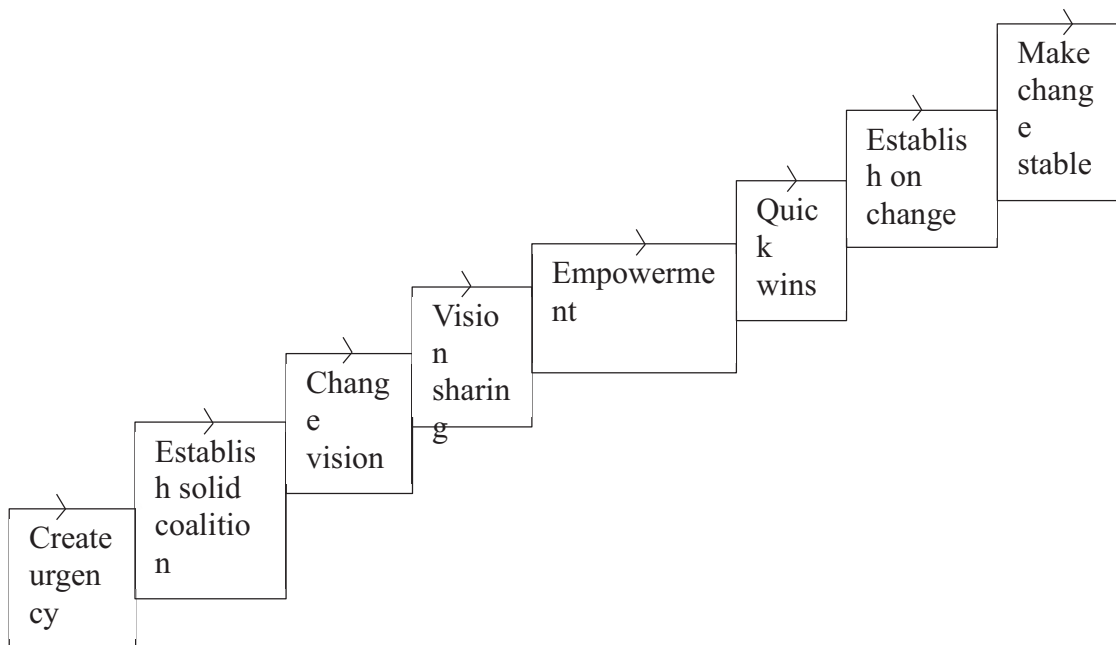 Create
urgen
cy
Establis
h solid
coalitio
n
Chang
e
vision
Visio
n
sharin
g
Empowerme
nt
Quic
k
wins
Establis
h on
change
Make
chang
e
stable